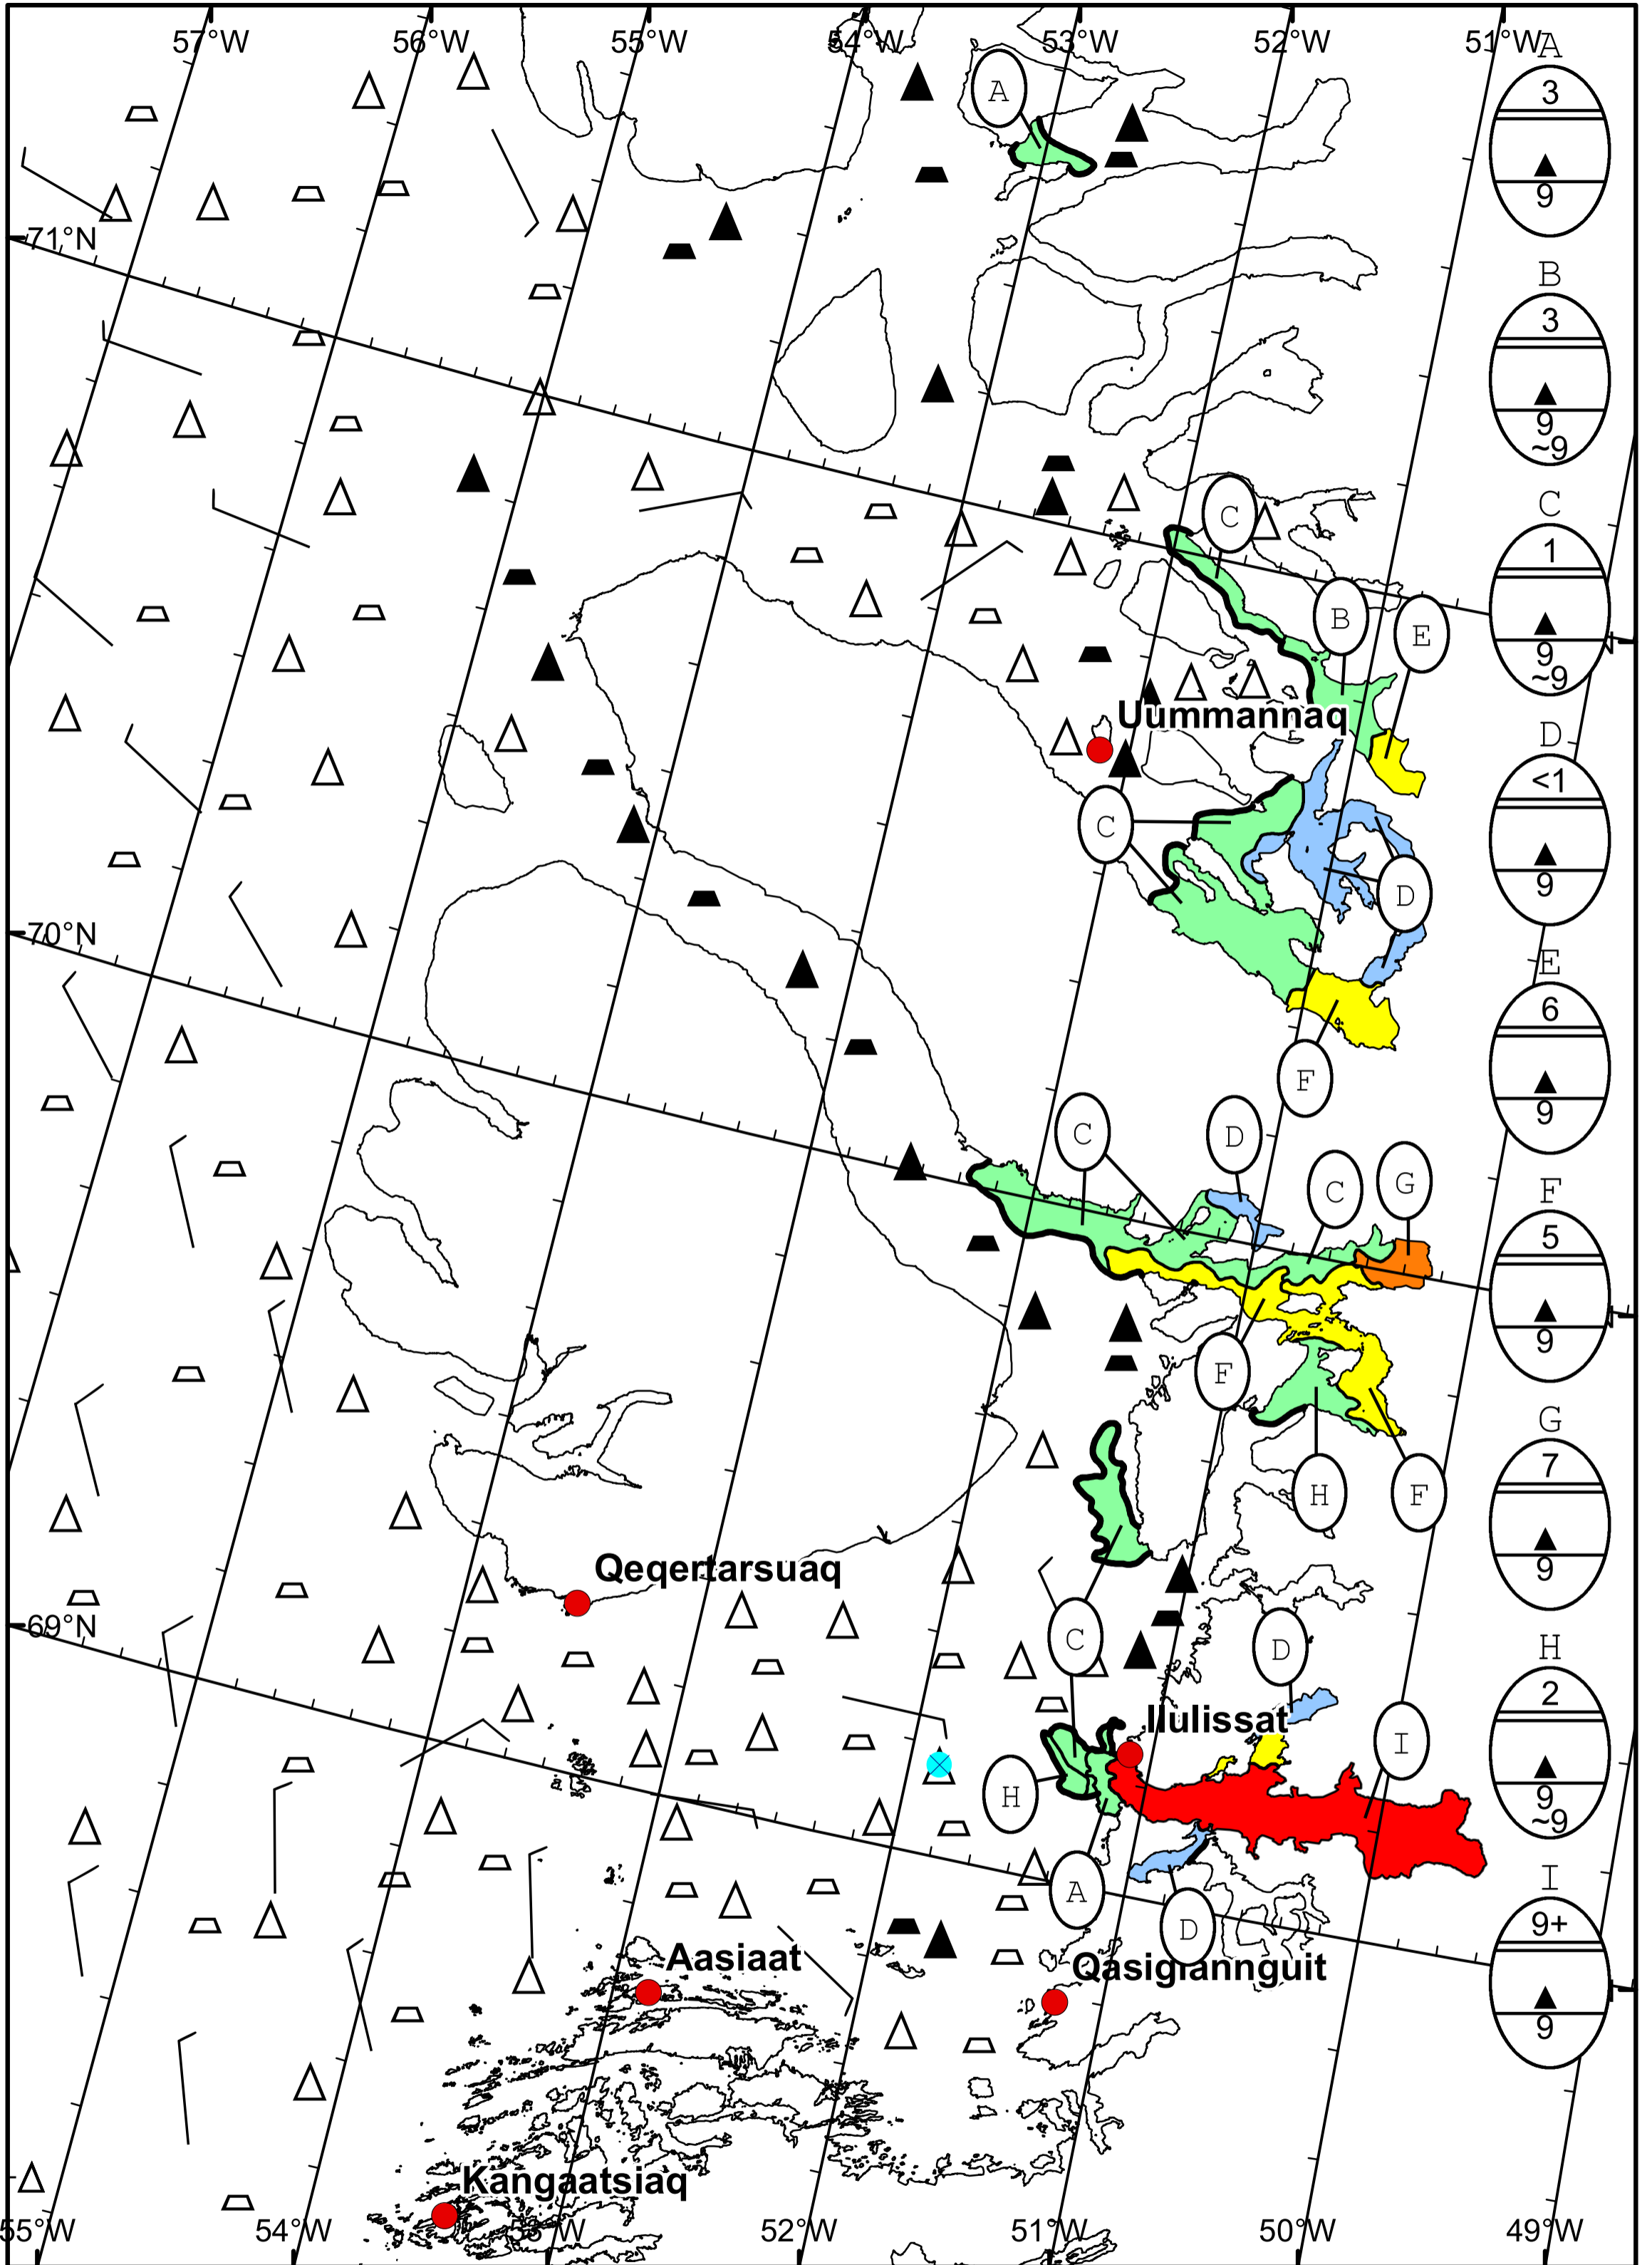 57°W 56°W 55°W 54°W 53°W 52°W 51°W
A
3
9
A
71°N
B
3
9
~9
C
1
9
~9
C
B
E
Uummannaq
D
<1
9
C
D
70°N
E
6
9
F
C
D
C
G
F
5
9
F
G
7
9
H
F
Qeqertarsuaq
69°N
C
D
H
2
9
~9
Ilulissat
I
H
A
D
I
9+
9
Aasiaat
Qasigiannguit
Kangaatsiaq
55°W 54°W 53°W 52°W 51°W 50°W 49°W